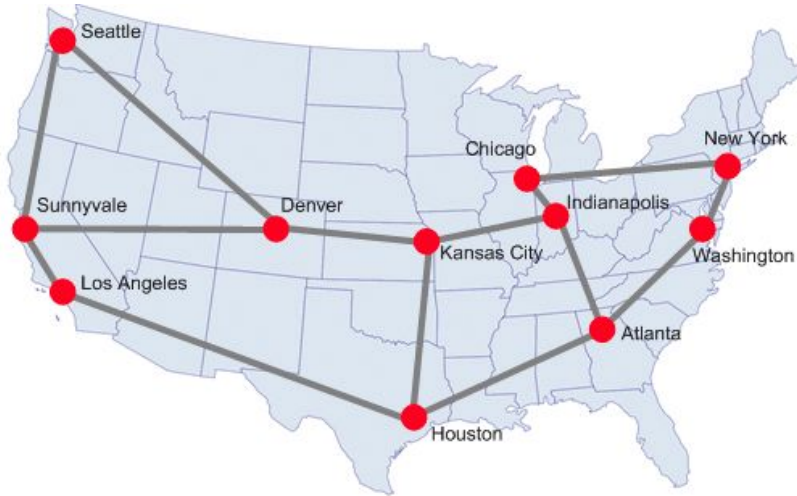 Seattle
New York
Chicago
Sunnyvale
Denver
Indianapolis
Kansas City
Washington
Los Angeles
Atlanta
Houston